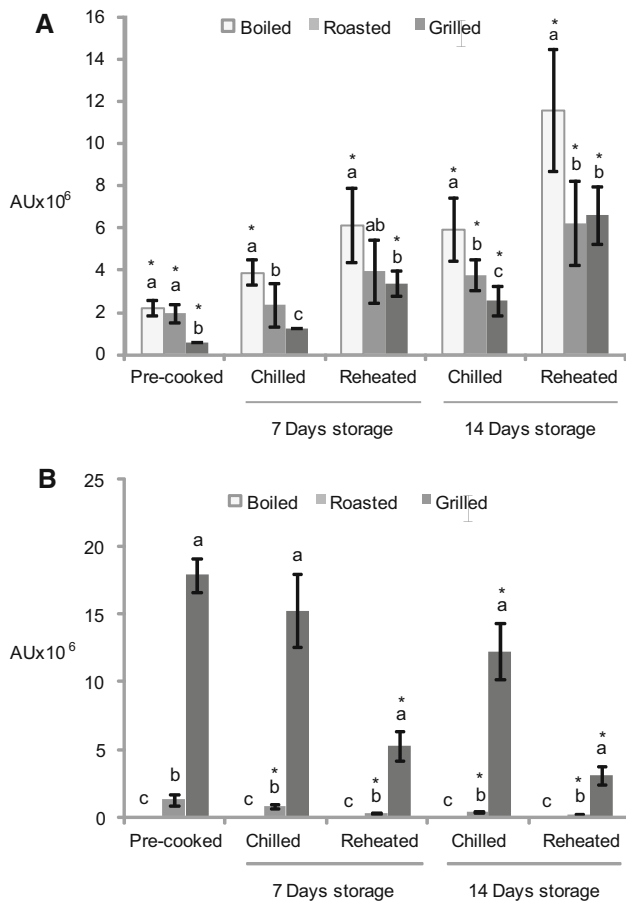 A
16
Boiled Roasted Grilled
14
12
10
AUx10⁶
8
6
4
2
0
* a * a * b
* a b c
* a ab * b
* a * b * c
* a * b * b
Pre-cooked Chilled Reheated Chilled Reheated
7 Days storage 14 Days storage
B
25
Boiled Roasted Grilled
20
15
AUx10⁶
10
5
0
c b a
c * b a
c * b * a
c * b * a
c * b * a
Pre-cooked Chilled Reheated Chilled Reheated
7 Days storage 14 Days storage